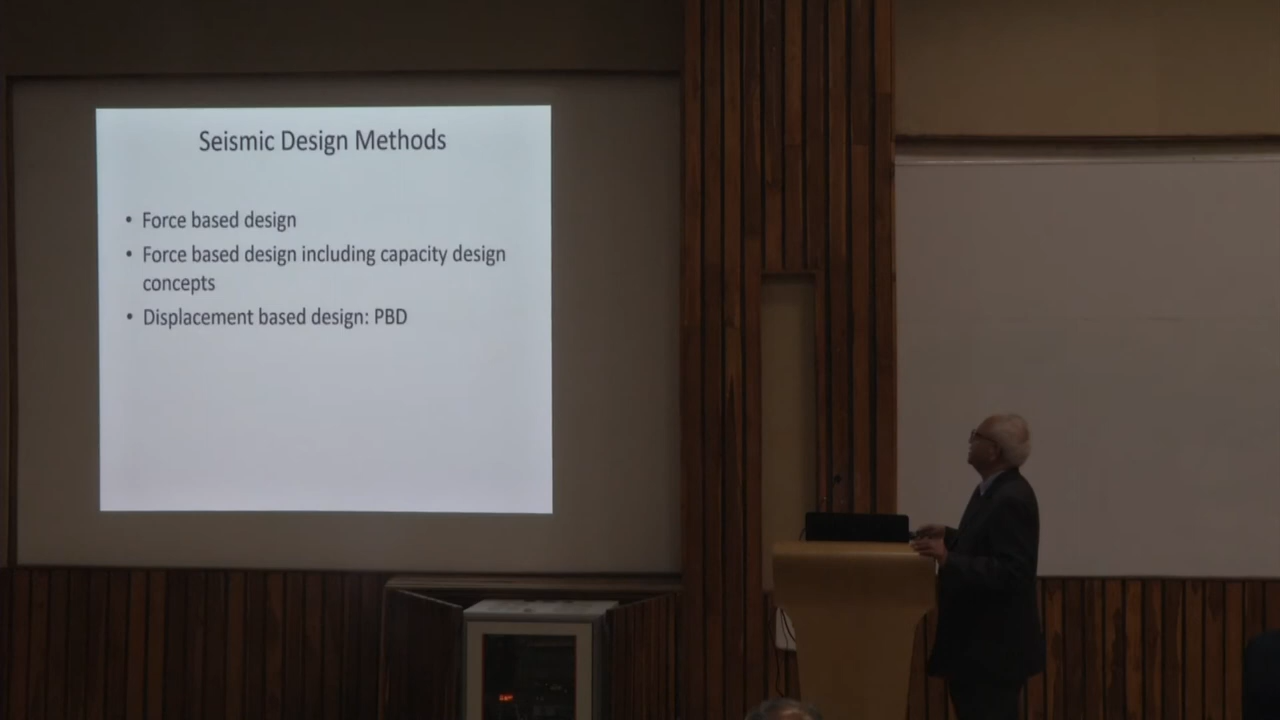 Seismic Design Methods
• Force based design
• Force based design including capacity design
concepts
• Displacement based design: PBD